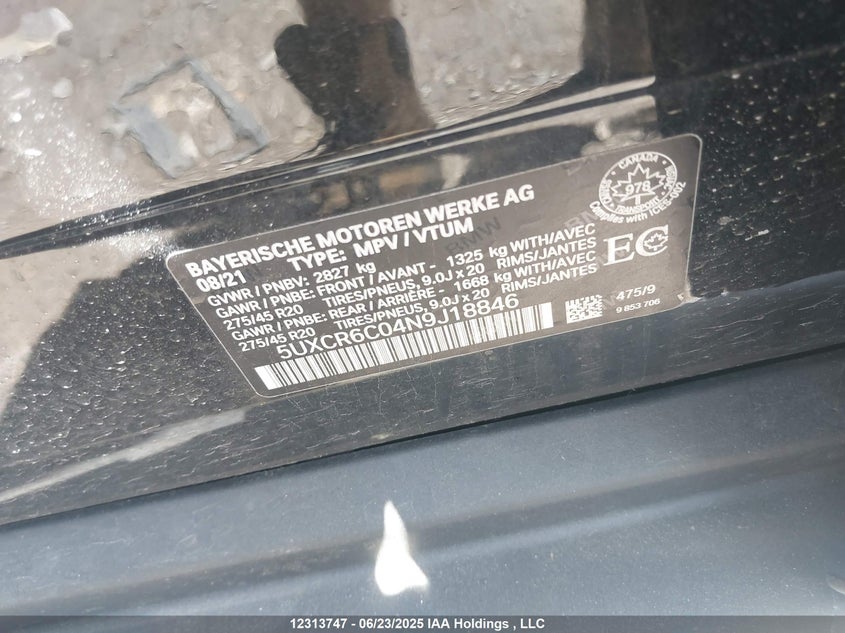 BAYERISCHE MOTOREN WERKE AG
08/21 TYPE: MPV / VTUM
GVWR / PNBV: 2827 kg
GAWR / PNBE: FRONT / AVANT - 1325 kg WITH/AVEC
275/45 R20 TIRES/PNEUS, 9.0J x 20 RIMS/JANTES
GAWR / PNBE: REAR / ARRIÈRE - 1668 kg WITH/AVEC
275/45 R20 TIRES/PNEUS, 9.0J x 20 RIMS/JANTES
5UXCR6C04N9J18846
CANADA
978
TRANSPORT
Complies with ICES-002
EC
475/9
9 853 706
BMW
12313747 - 06/23/2025 IAA Holdings , LLC